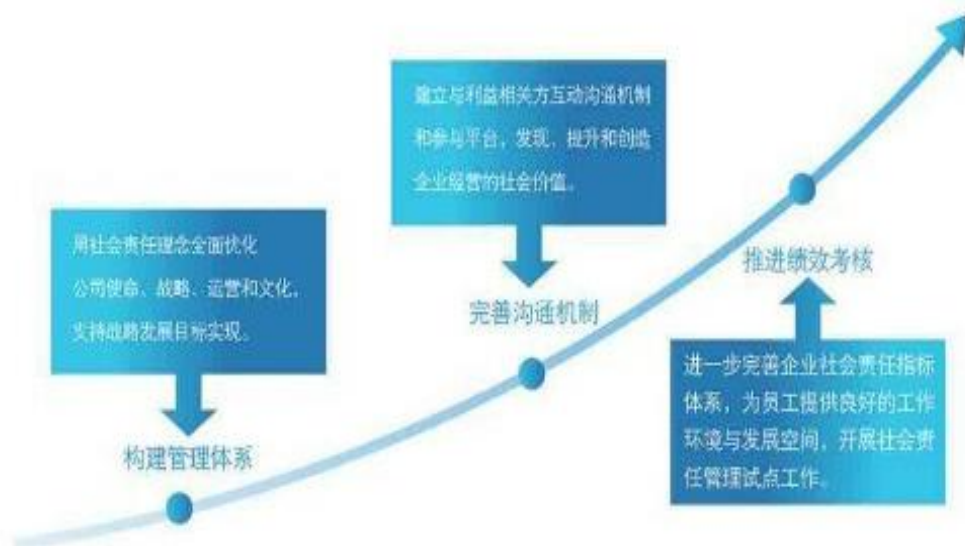 用社会责任理念全面优化
公司使命、战略、运营和文化，
支持战略发展目标实现。
构建管理体系
建立与利益相关方互动沟通机制
和参与平台，发现、提升和创造
企业经营的社会价值。
完善沟通机制
推进绩效考核
进一步完善企业社会责任指标
体系，为员工提供良好的工作
环境与发展空间，开展社会责
任管理试点工作。